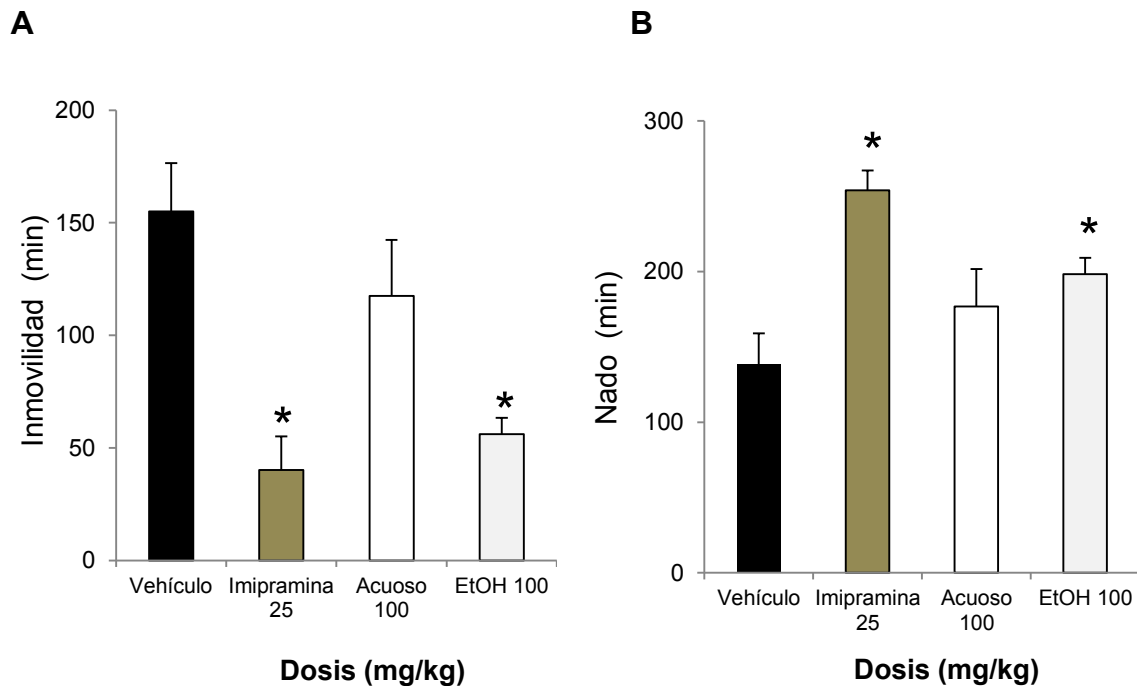 A
B
200
150
100
50
0
Inmovilidad (min)
*
*
Vehículo Imipramina Acuoso EtOH 100
25 100
Dosis (mg/kg)
300
200
100
0
Nado (min)
*
*
Vehículo Imipramina Acuoso EtOH 100
25 100
Dosis (mg/kg)